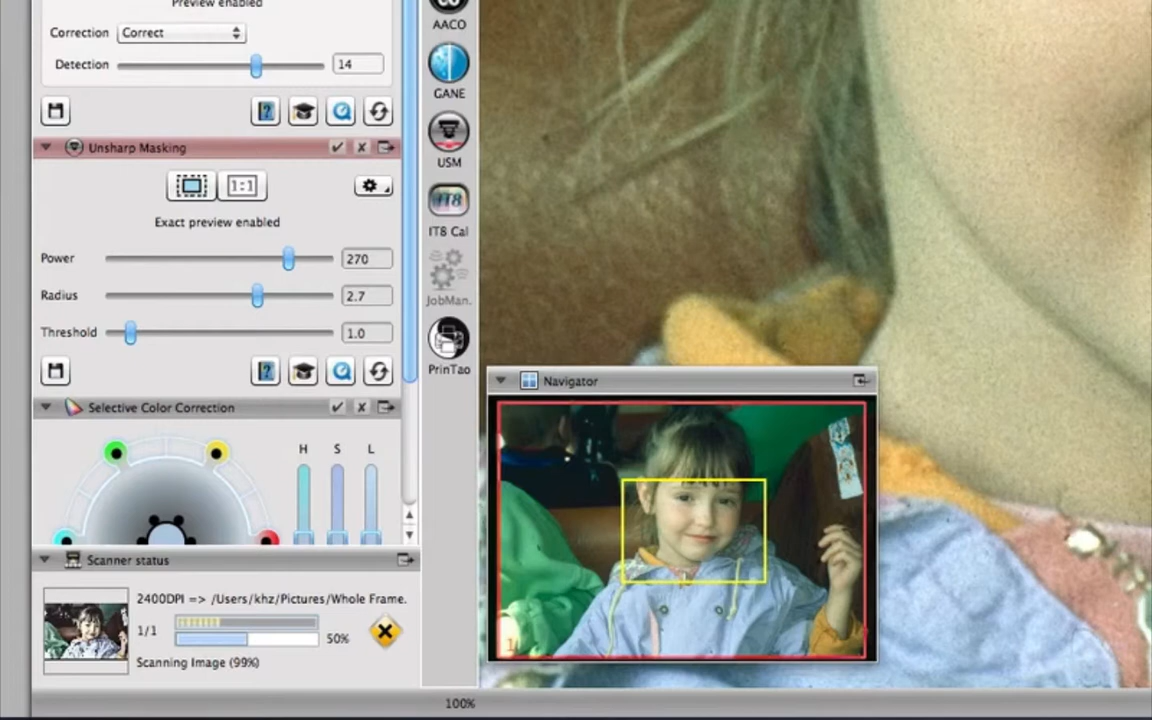 Preview enabled
Correction Correct
Detection 14
Unsharp Masking
1:1
Exact preview enabled
Power 270
Radius 2.7
Threshold 1.0
Selective Color Correction
H S L
Scanner status
2400DPI => /Users/khz/Pictures/Whole Frame.
1/1
50%
Scanning Image (99%)
AACO
GANE
USM
IT8
IT8 Cal
JobMan.
PrinTao
Navigator
1
100%